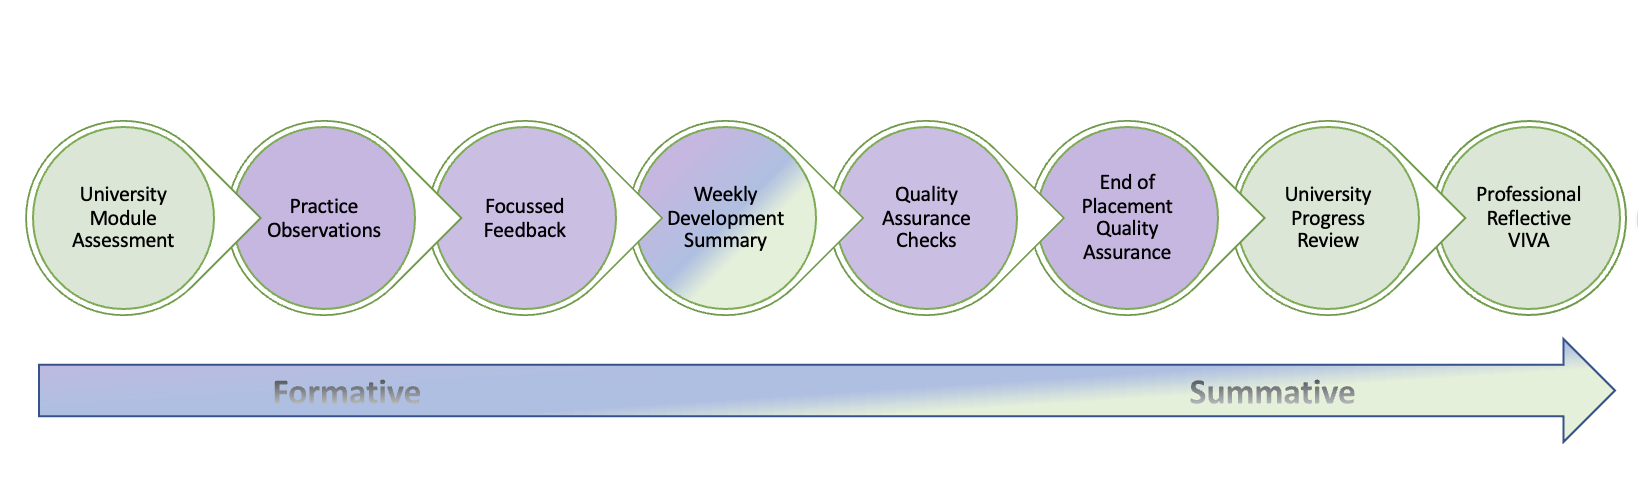 University
Module
Assessment
Practice
Observations
Focussed
Feedback
Weekly
Development
Summary
Quality
Assurance
Checks
End of
Placement
Quality
Assurance
University
Progress
Review
Professional
Reflective
VIVA
Formative
Summative